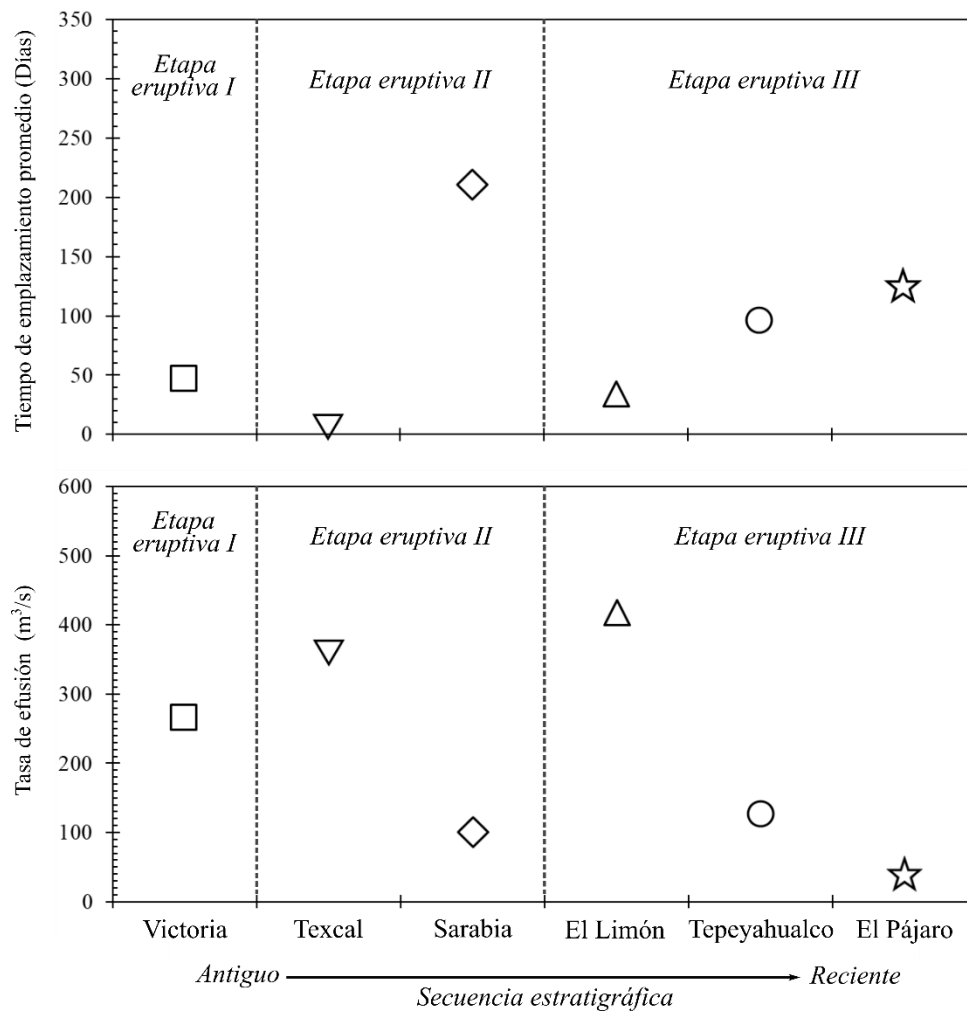 Tiempo de emplazamiento promedio (Días)
350
300
250
200
150
100
50
0
Etapa
eruptiva I
Etapa eruptiva II
Etapa eruptiva III
Tasa de efusión (m³/s)
600
500
400
300
200
100
0
Etapa
eruptiva I
Etapa eruptiva II
Etapa eruptiva III
Victoria Texcal Sarabia El Limón Tepeyahualco El Pájaro
Antiguo Reciente
Secuencia estratigráfica